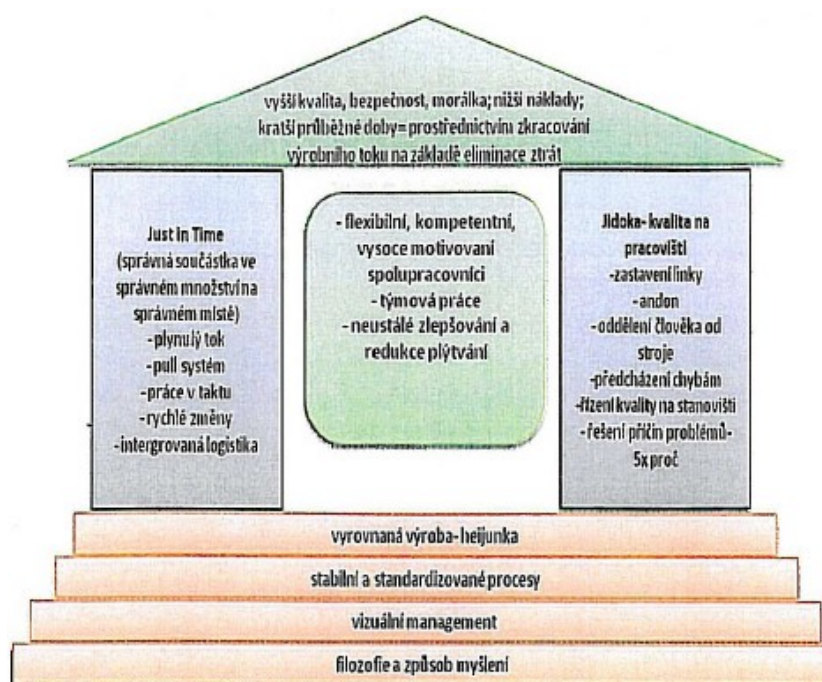 vyšší kvalita, bezpečnost, morálka; nižší náklady;
kratší průběžné doby= prostřednictvím zkracování
výrobního toku na základě eliminace ztrát
Just in Time
(správná součástka ve
správném množství na
správném místě)
-plynulý tok
-pull systém
-práce v taktu
-rychlé změny
-intergrovaná logistika
- flexibilní, kompetentní,
vysoce motivovaní
spolupracovníci
- týmová práce
- neustálé zlepšování a
redukce plýtvání
Jidoka- kvalita na
pracovišti
-zastavení linky
-andon
-oddělení člověka od
stroje
-předcházení chybám
-řízení kvality na stanovišti
-řešení příčin problémů-
5x proč
vyrovnaná výroba- heijunka
stabilní a standardizované procesy
vizuální management
filozofie a způsob myšlení